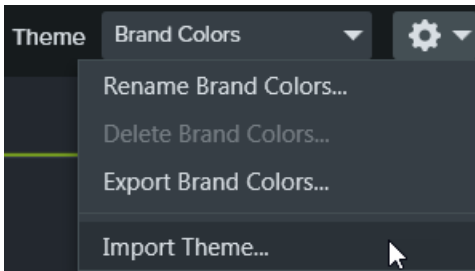 Theme Brand Colors
Rename Brand Colors...
Delete Brand Colors...
Export Brand Colors...
Import Theme...